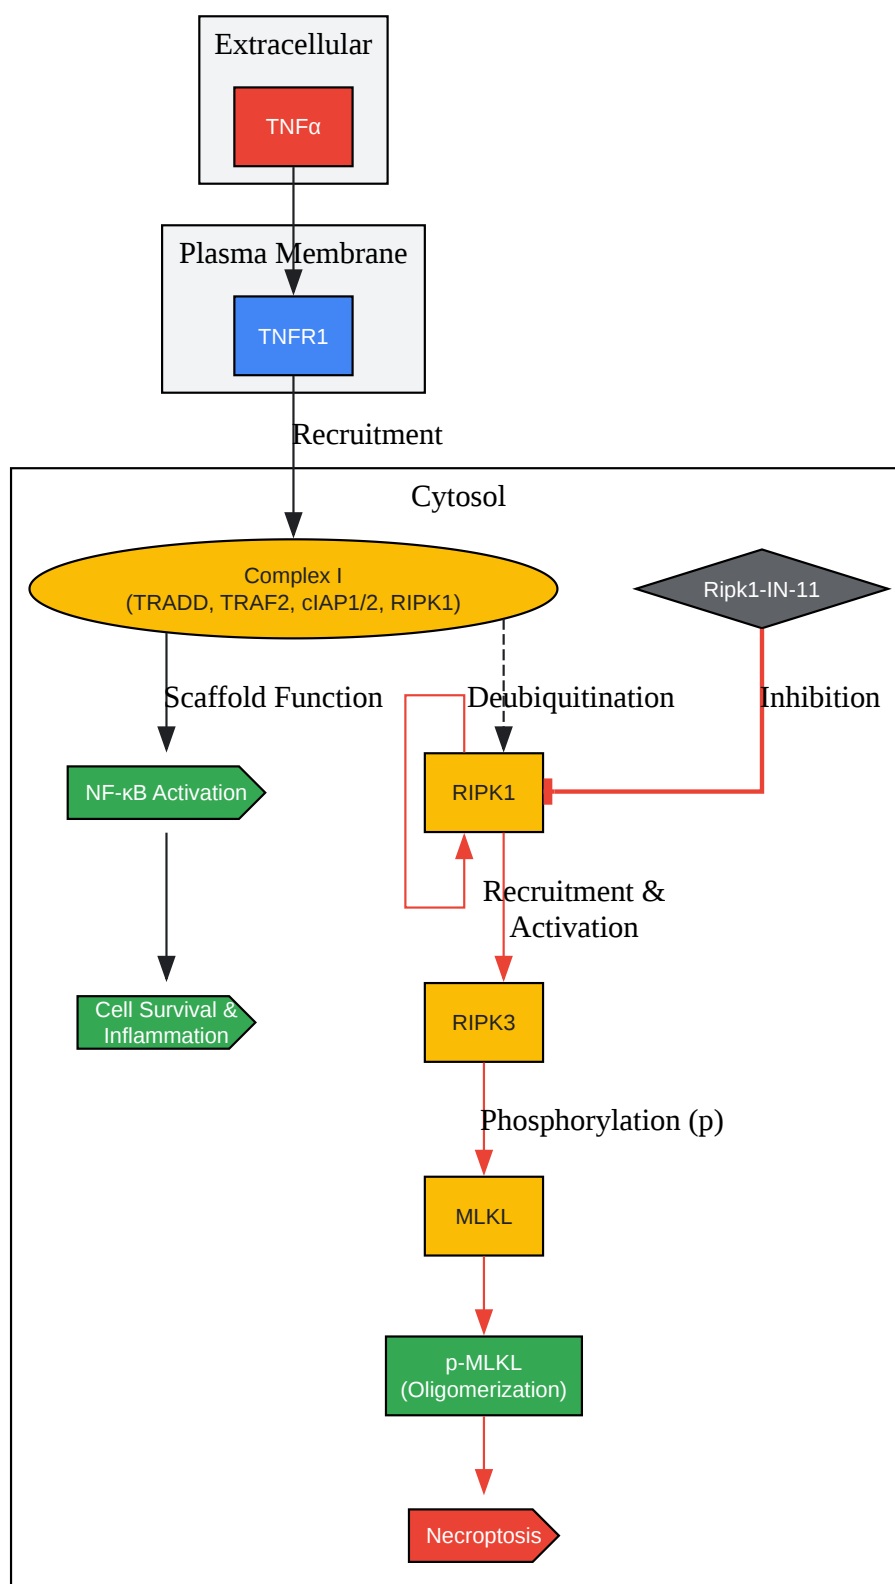 Extracellular
TNFα
Plasma Membrane
TNFR1
Recruitment
Cytosol
Complex I
(TRADD, TRAF2, cIAP1/2, RIPK1)
Ripk1-IN-11
Scaffold Function
Deubiquitination
Inhibition
NF-κB Activation
RIPK1
Recruitment &
Activation
Cell Survival &
Inflammation
RIPK3
Phosphorylation (p)
MLKL
p-MLKL
(Oligomerization)
Necroptosis